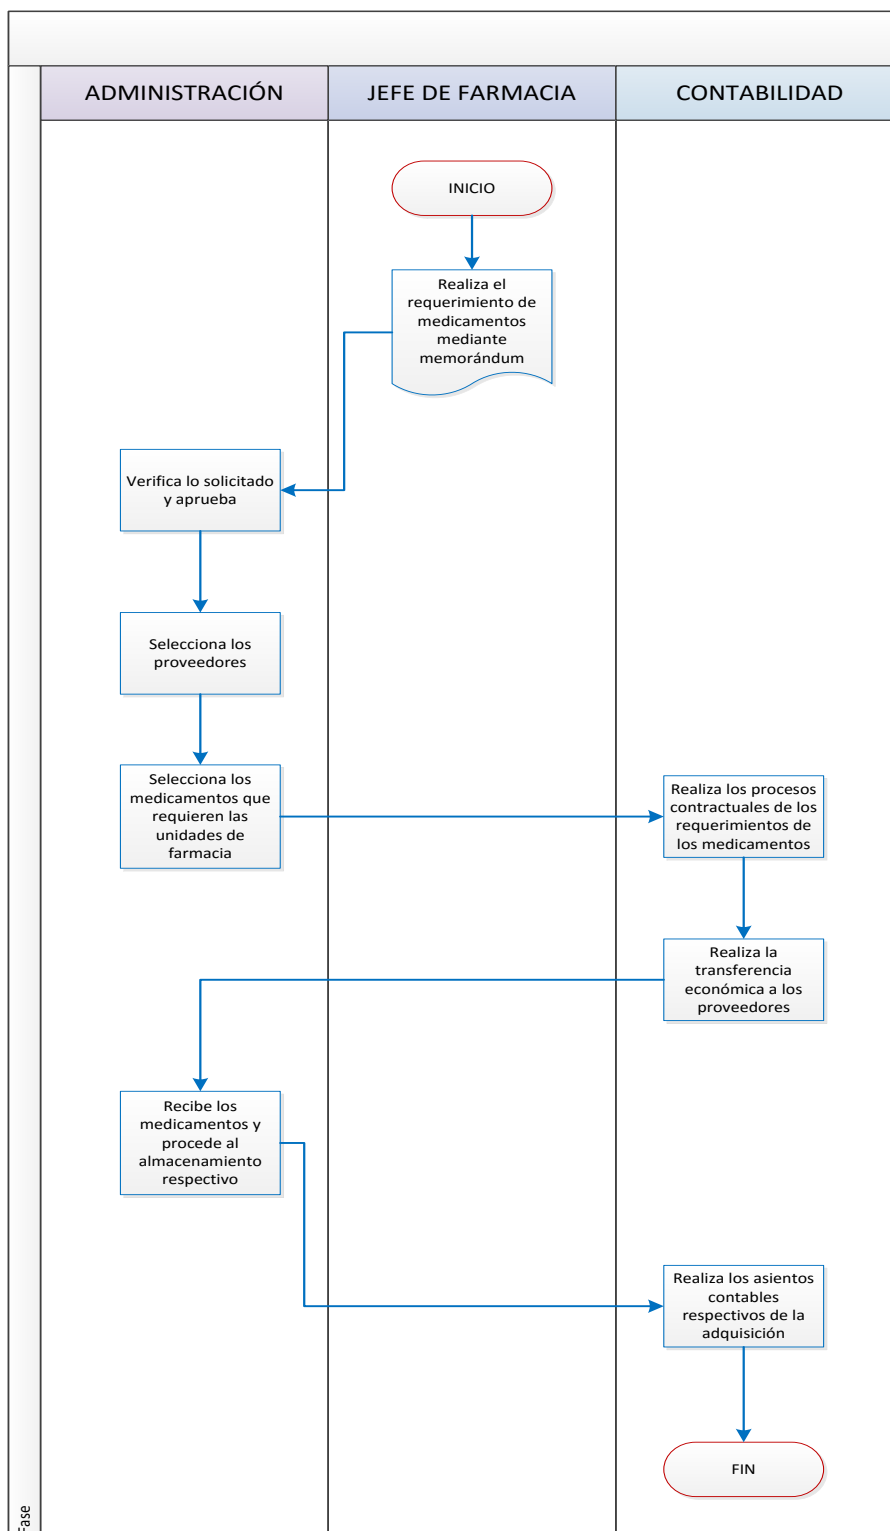 ADMINISTRACIÓN
JEFE DE FARMACIA
CONTABILIDAD
INICIO
Realiza el
requerimiento de
medicamentos
mediante
memorándum
Verifica lo solicitado
y aprueba
Selecciona los
proveedores
Selecciona los
medicamentos que
requieren las
unidades de
farmacia
Realiza los procesos
contractuales de los
requerimientos de
los medicamentos
Realiza la
transferencia
económica a los
proveedores
Recibe los
medicamentos y
procede al
almacenamiento
respectivo
Realiza los asientos
contables
respectivos de la
adquisición
FIN
Fase